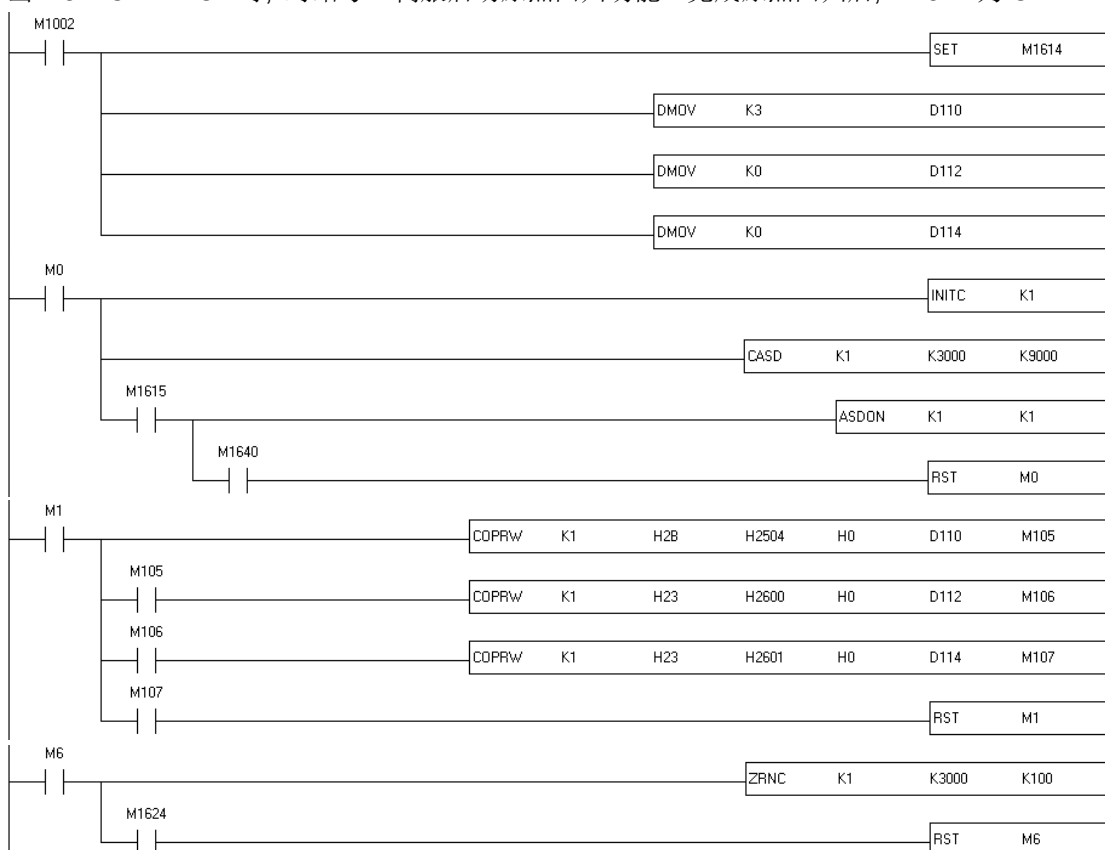 M1002
SET M1614
DMOV K3 D110
DMOV K0 D112
DMOV K0 D114
M0
INITC K1
CASD K1 K3000 K9000
M1615
ASDON K1 K1
M1640
RST M0
M1
COPRW K1 H2B H2504 H0 D110 M105
M105
COPRW K1 H23 H2600 H0 D112 M106
M106
COPRW K1 H23 H2601 H0 D114 M107
M107
RST M1
M6
ZRNC K1 K3000 K100
M1624
RST M6